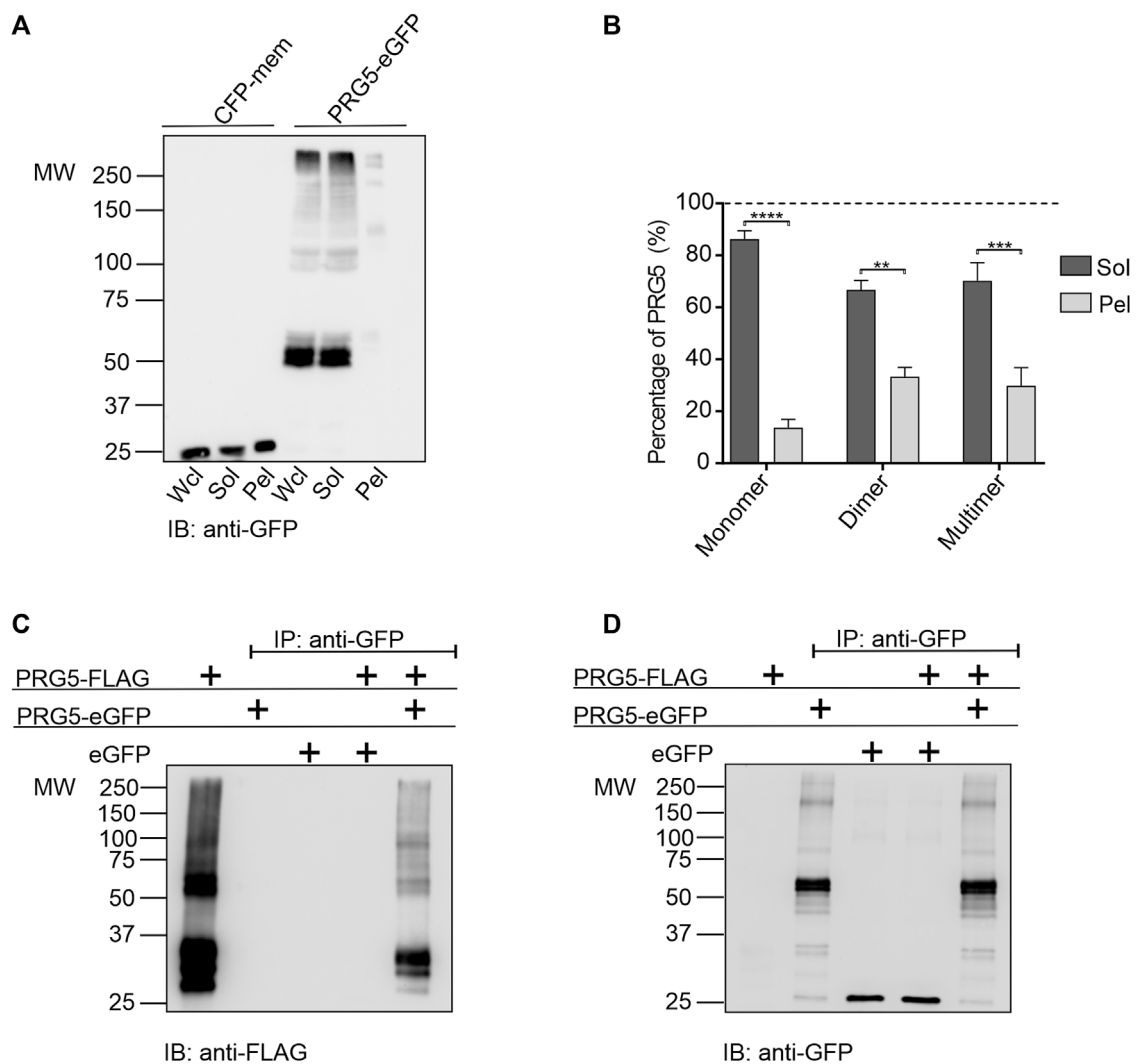 A
CFP-mem
PRG5-eGFP
MW
250
150
100
75
50
37
25
Wcl
Sol
Pel
Wcl
Sol
Pel
IB: anti-GFP
B
Percentage of PRG5 (%)
100
80
60
40
20
0
****
**
***
Monomer
Dimer
Multimer
Sol
Pel
C
IP: anti-GFP
PRG5-FLAG + + +
PRG5-eGFP + +
eGFP + +
MW
250
150
100
75
50
37
25
IB: anti-FLAG
D
IP: anti-GFP
PRG5-FLAG + + +
PRG5-eGFP + +
eGFP + +
MW
250
150
100
75
50
37
25
IB: anti-GFP